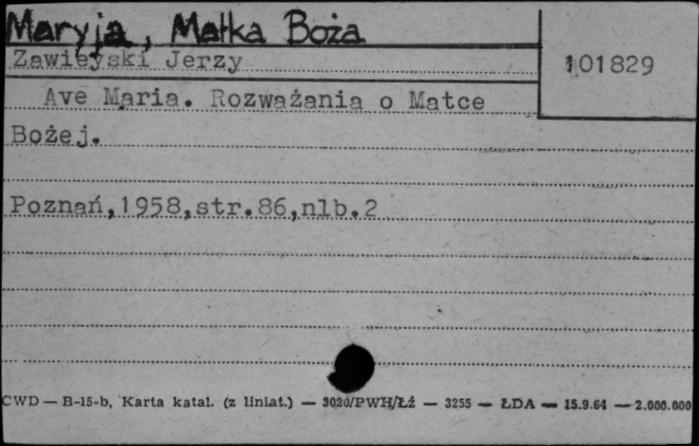 Maryja, Matka Boża
Zawieyski Jerzy
101829
Ave Maria. Rozważania o Matce
Bożej.
Poznań,1958,str.86,nlb.2
CWD — B-15-b, Karta katal. (z liniat.) — 3020/PWH/Łź — 3255 — ŁDA — 15.9.64 — 2.000.000